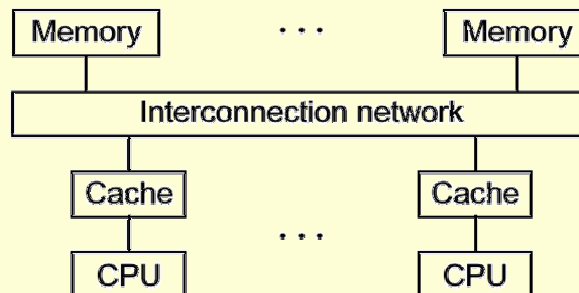 Memory ... Memory
Interconnection network
Cache Cache
...
CPU CPU